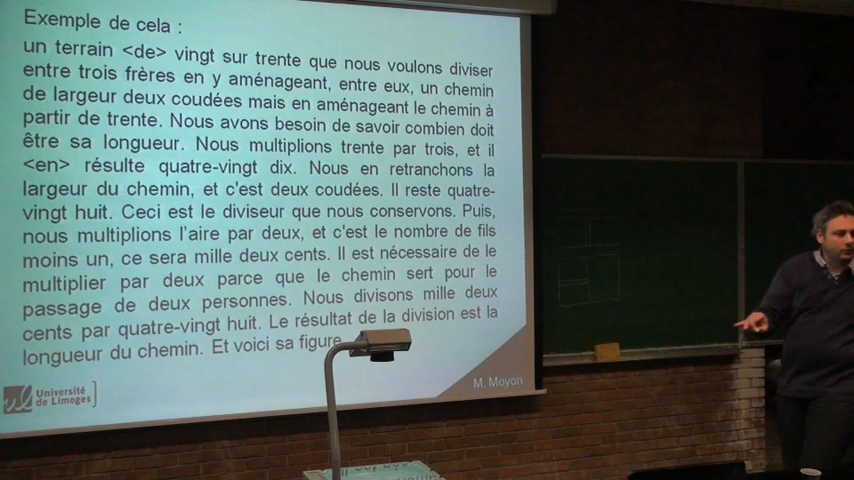 Exemple de cela :
un terrain <de> vingt sur trente que nous voulons diviser
entre trois frères en y aménageant, entre eux, un chemin
de largeur deux coudées mais en aménageant le chemin à
partir de trente. Nous avons besoin de savoir combien doit
être sa longueur. Nous multiplions trente par trois, et il
<en> résulte quatre-vingt dix. Nous en retranchons la
largeur du chemin, et c'est deux coudées. Il reste quatre-
vingt huit. Ceci est le diviseur que nous conservons. Puis,
nous multiplions l'aire par deux, et c'est le nombre de fils
moins un, ce sera mille deux cents. Il est nécessaire de le
multiplier par deux parce que le chemin sert pour le
passage de deux personnes. Nous divisons mille deux
cents par quatre-vingt huit. Le résultat de la division est la
longueur du chemin. Et voici sa figure
M. Moyon
ul Université
de Limoges